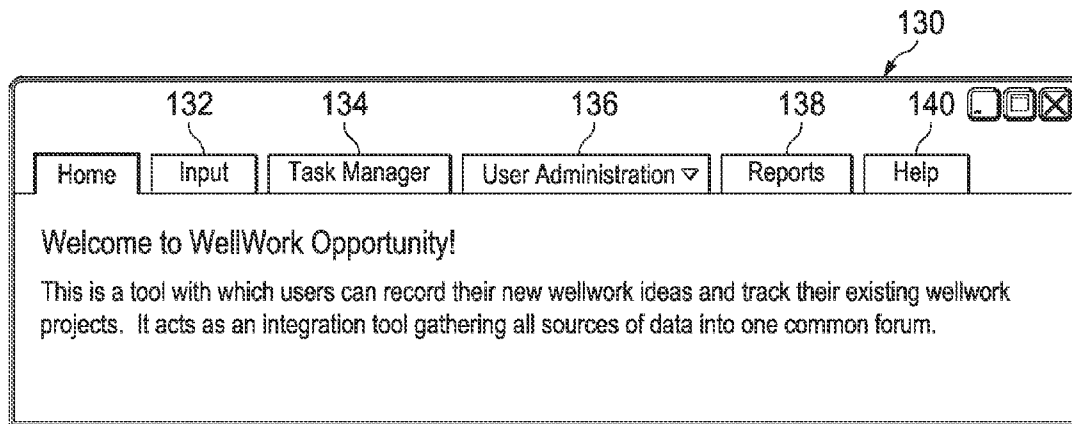 130
132 134 136 138 140
Home Input Task Manager User Administration Reports Help
Welcome to WellWork Opportunity!
This is a tool with which users can record their new wellwork ideas and track their existing wellwork
projects. It acts as an integration tool gathering all sources of data into one common forum.